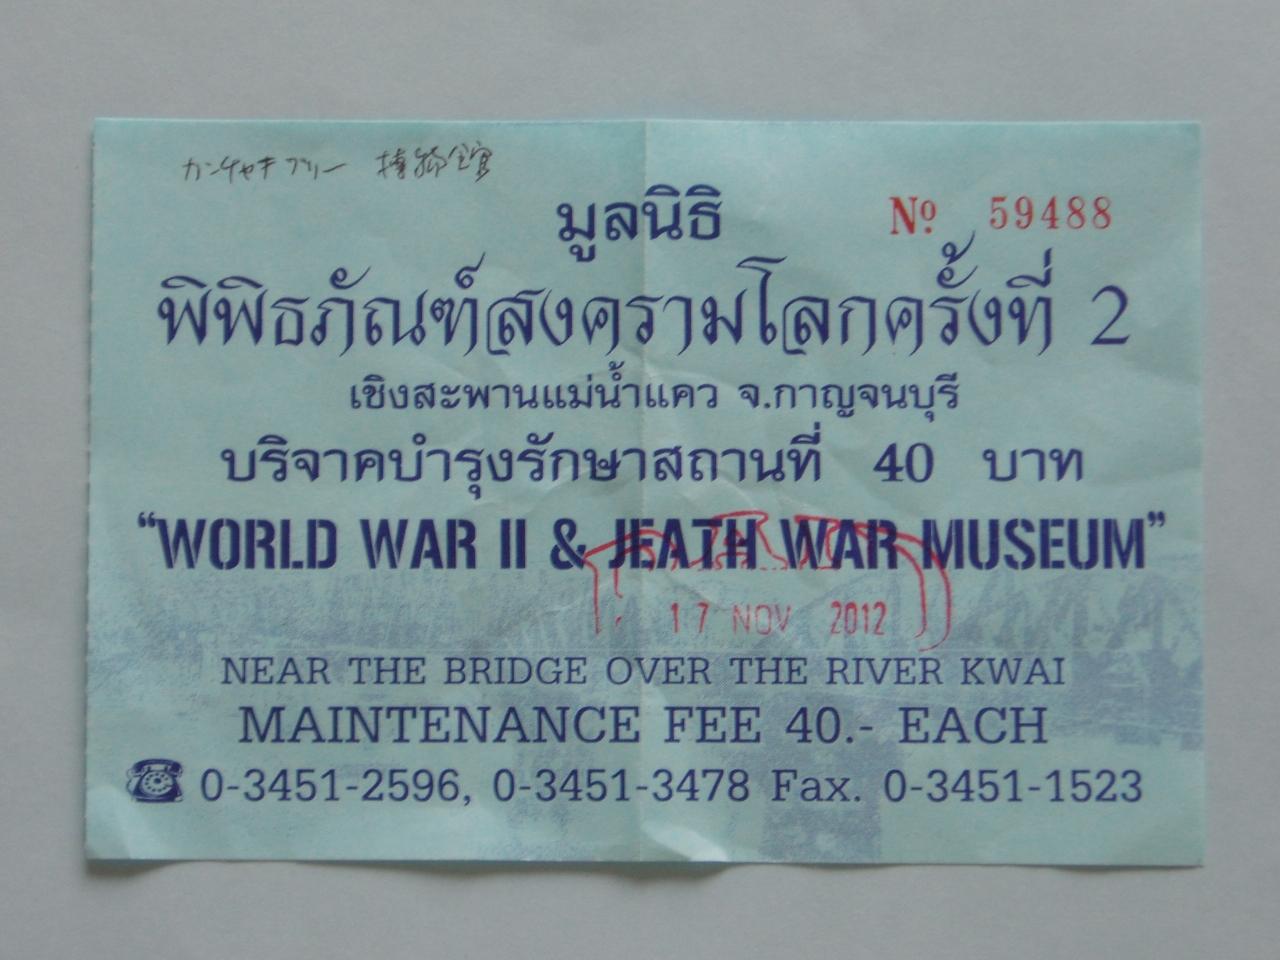 カンチャナブリー 博物館
มูลนิธิ
Nº 59488
พิพิธภัณฑ์สงครามโลกครั้งที่ 2
เชิงสะพานแม่น้ำแคว จ.กาญจนบุรี
บริจาคบำรุงรักษาสถานที่ 40 บาท
“WORLD WAR II & JEATH WAR MUSEUM”
17 NOV 2012
NEAR THE BRIDGE OVER THE RIVER KWAI
MAINTENANCE FEE 40.- EACH
0-3451-2596, 0-3451-3478 Fax. 0-3451-1523